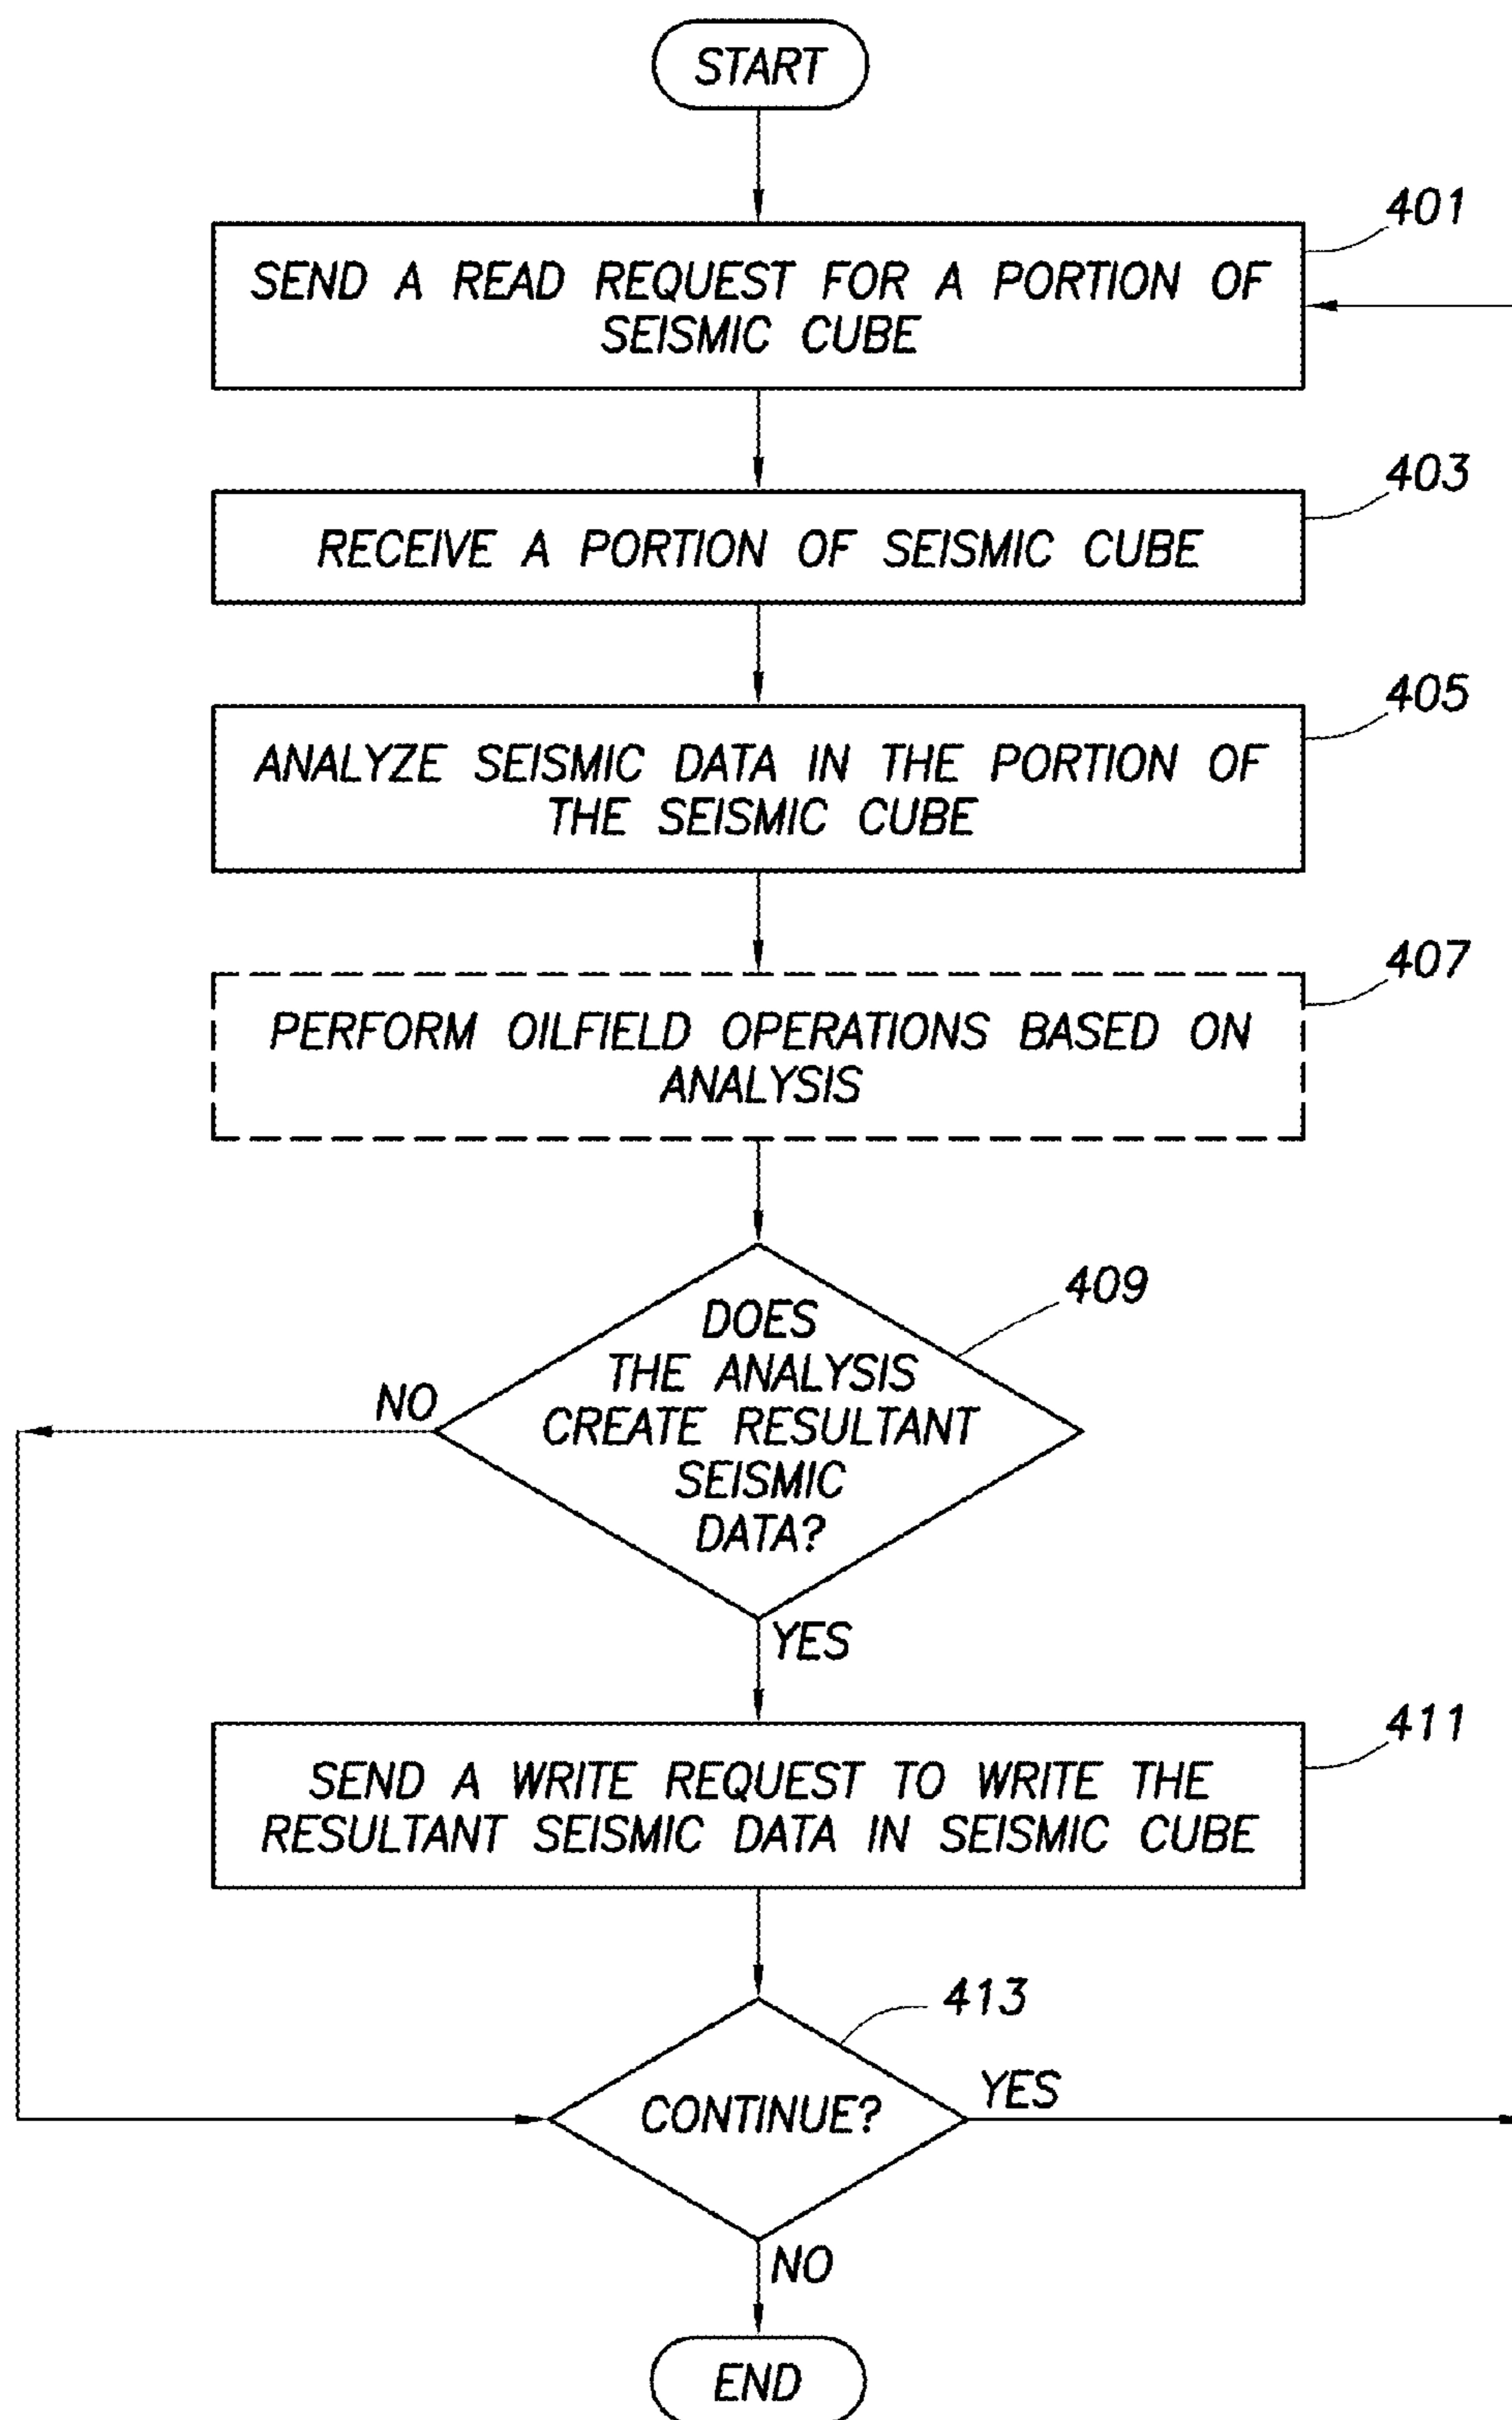 START
401
SEND A READ REQUEST FOR A PORTION OF
SEISMIC CUBE
403
RECEIVE A PORTION OF SEISMIC CUBE
405
ANALYZE SEISMIC DATA IN THE PORTION OF
THE SEISMIC CUBE
407
PERFORM OILFIELD OPERATIONS BASED ON
ANALYSIS
409
DOES
THE ANALYSIS
CREATE RESULTANT
SEISMIC
DATA?
NO
YES
411
SEND A WRITE REQUEST TO WRITE THE
RESULTANT SEISMIC DATA IN SEISMIC CUBE
413
CONTINUE?
YES
NO
END